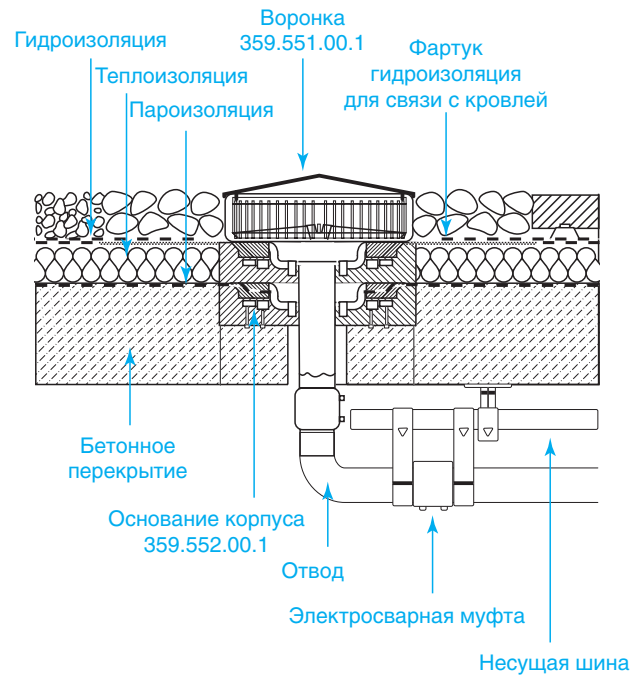 Воронка
359.551.00.1
Гидроизоляция
Фартук
гидроизоляция
для связи с кровлей
Теплоизоляция
Пароизоляция
Бетонное
перекрытие
Основание корпуса
359.552.00.1
Отвод
Электросварная муфта
Несущая шина